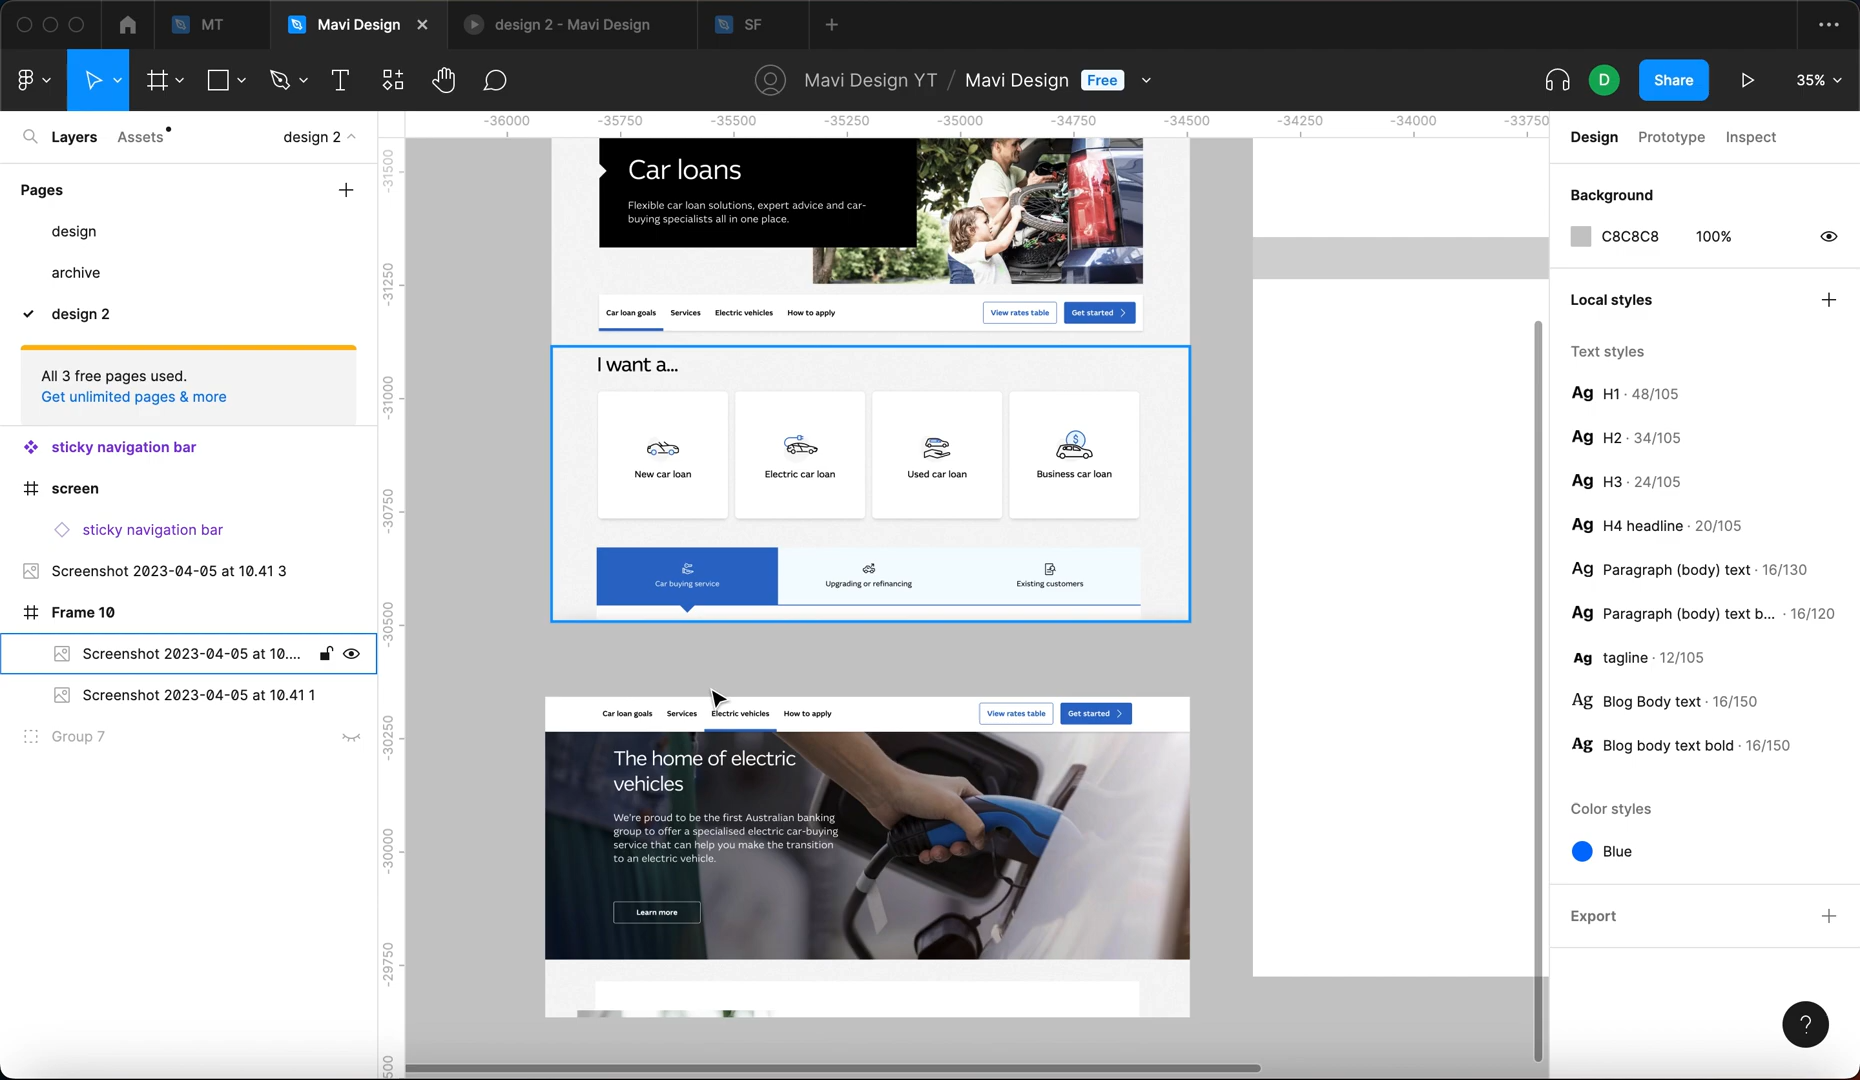 MT
Mavi Design
design 2 - Mavi Design
SF
Mavi Design YT / Mavi Design Free
Share
D
35%
Layers
Assets
design 2
Pages
design
archive
design 2
All 3 free pages used.
Get unlimited pages & more
sticky navigation bar
screen
sticky navigation bar
Screenshot 2023-04-05 at 10.41 3
Frame 10
Screenshot 2023-04-05 at 10....
Screenshot 2023-04-05 at 10.41 1
Group 7
-36000
-35750
-35500
-35250
-35000
-34750
-34500
-34250
-34000
-33750
-31500
-31250
-31000
-30750
-30500
-30250
-30000
-29750
500
Car loans
Flexible car loan solutions, expert advice and car-
buying specialists all in one place.
Car loan goals Services Electric vehicles How to apply View rates table Get started
I want a...
New car loan
Electric car loan
Used car loan
Business car loan
Car buying service
Upgrading or refinancing
Existing customers
Car loan goals Services Electric vehicles How to apply View rates table Get started
The home of electric
vehicles
We're proud to be the first Australian banking
group to offer a specialised electric car-buying
service that can help you make the transition
to an electric vehicle.
Learn more
Design
Prototype
Inspect
Background
C8C8C8 100%
Local styles
Text styles
Ag H1 · 48/105
Ag H2 · 34/105
Ag H3 · 24/105
Ag H4 headline · 20/105
Ag Paragraph (body) text · 16/130
Ag Paragraph (body) text b... · 16/120
Ag tagline · 12/105
Ag Blog Body text · 16/150
Ag Blog body text bold · 16/150
Color styles
Blue
Export
?